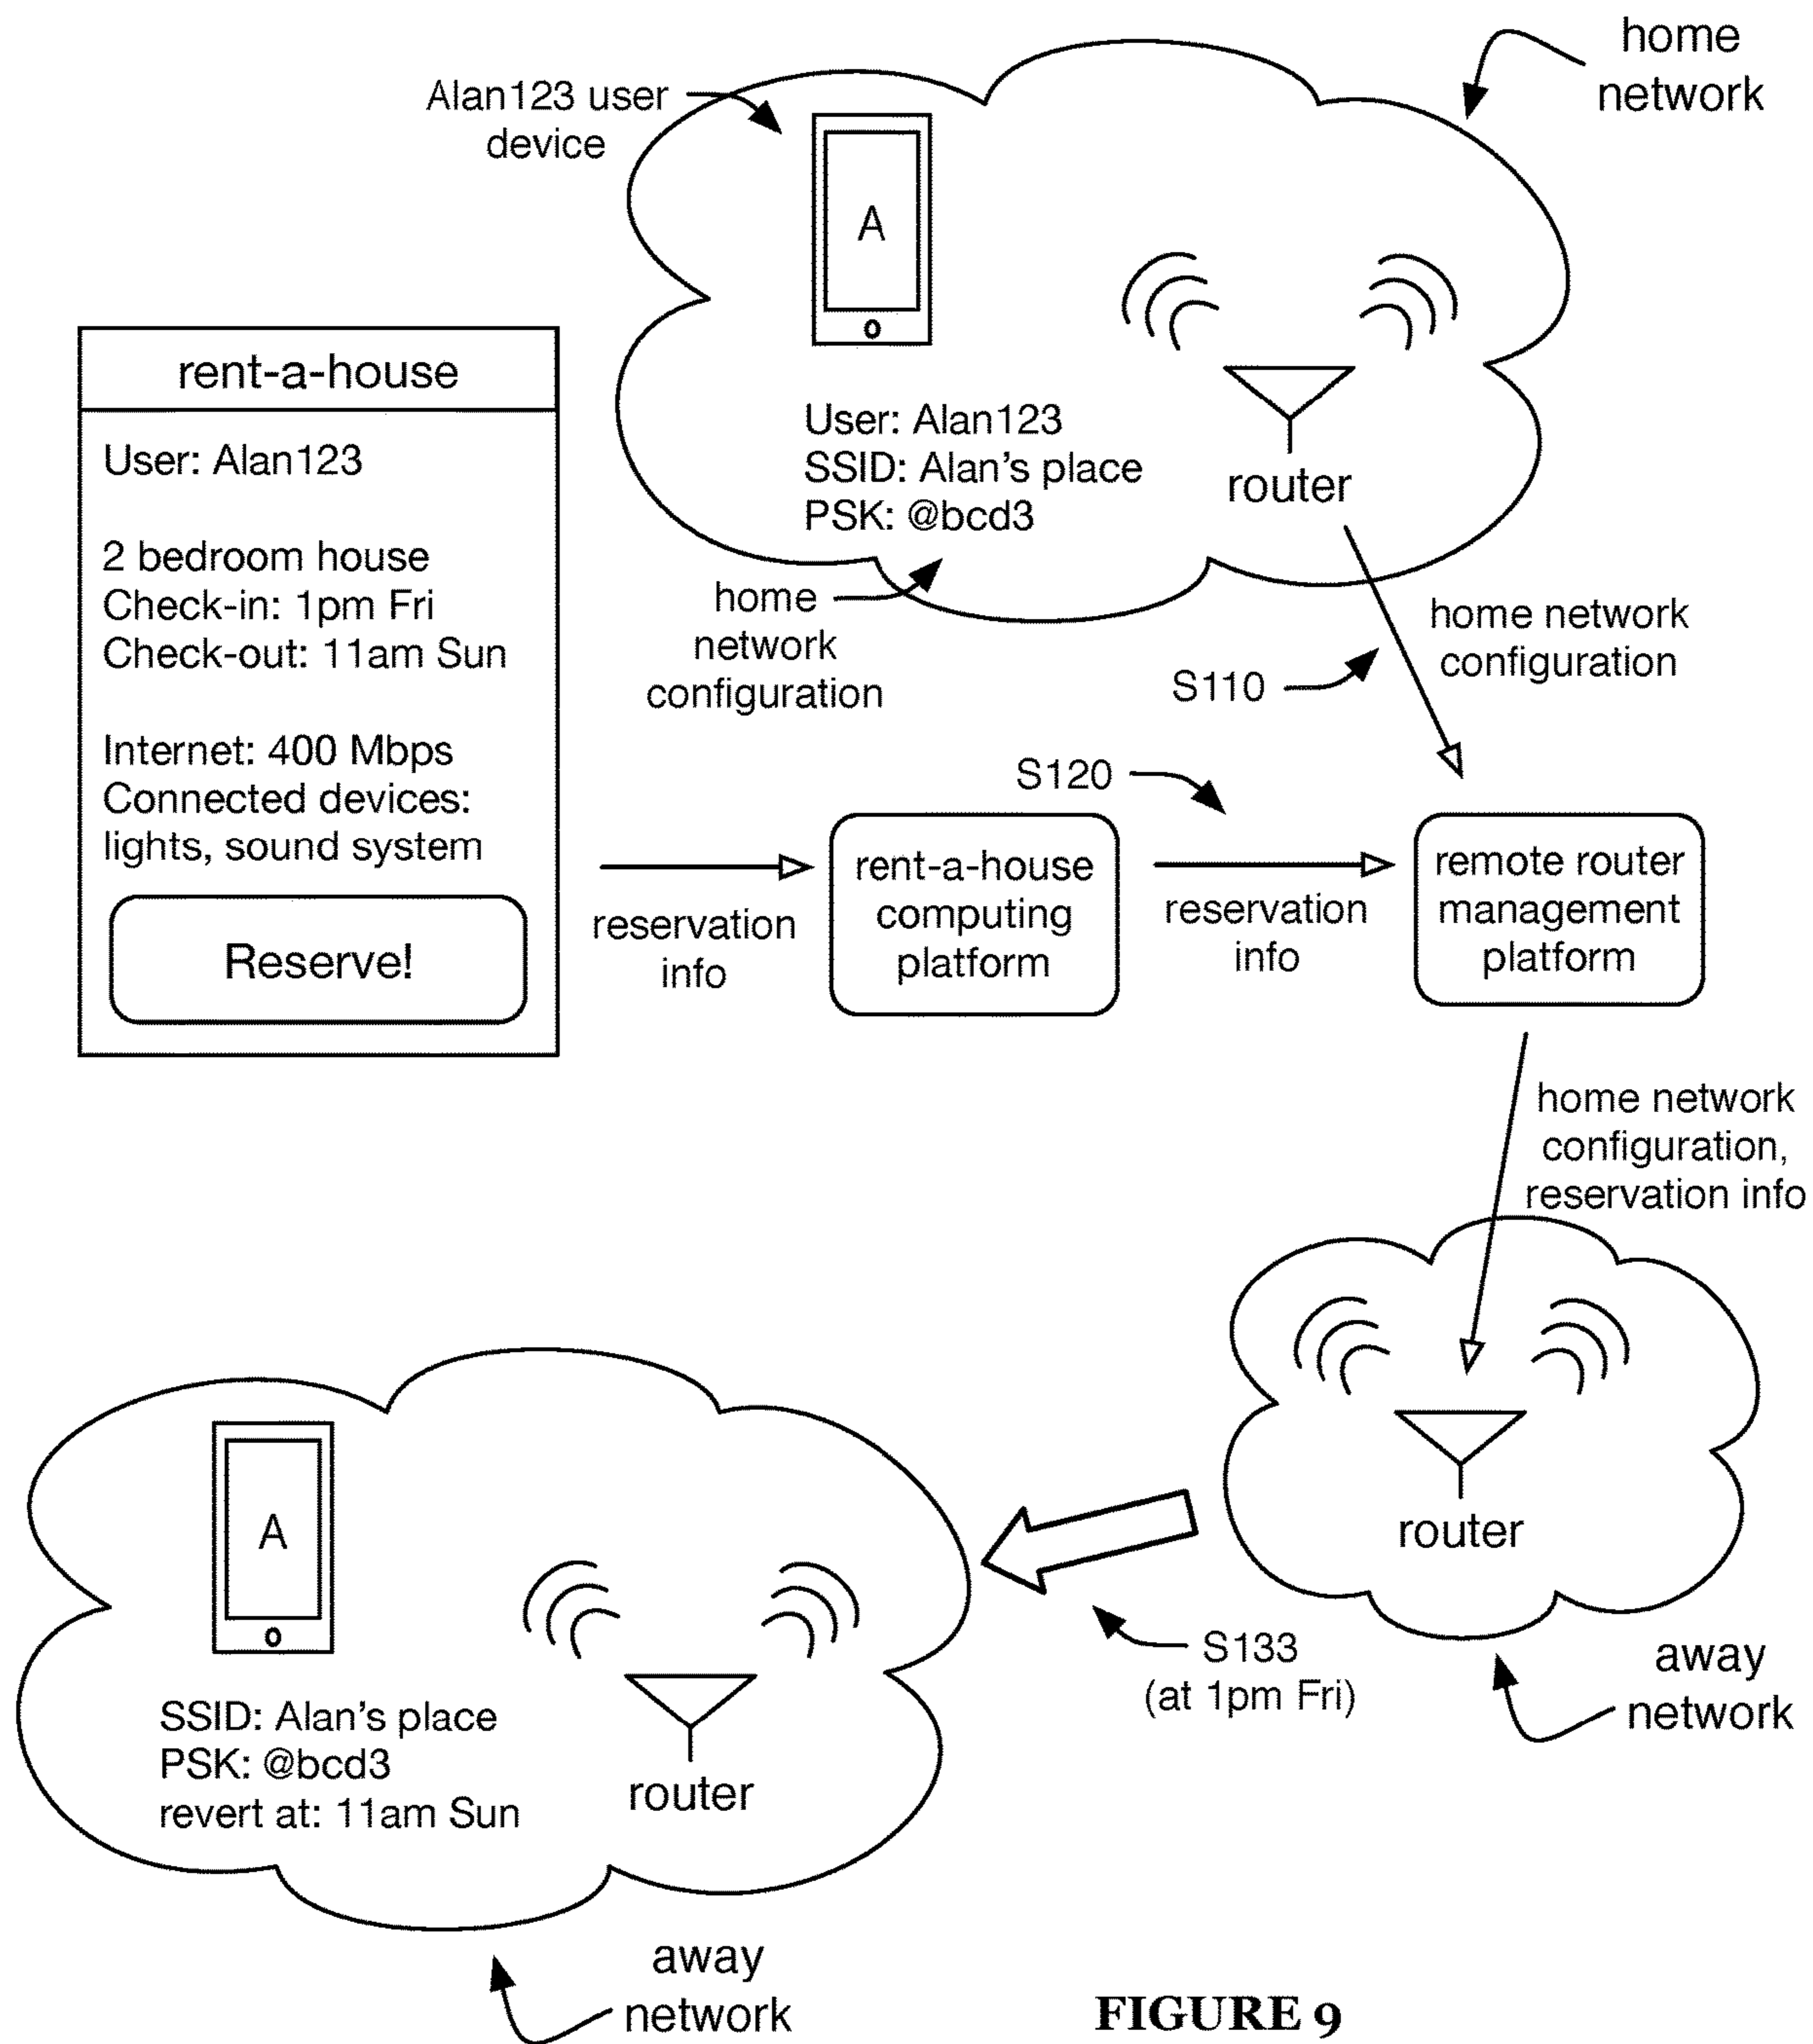 home
network
Alan123 user
device
A
User: Alan123
SSID: Alan's place
PSK: @bcd3
router
home
network
configuration
rent-a-house
User: Alan123
2 bedroom house
Check-in: 1pm Fri
Check-out: 11am Sun
Internet: 400 Mbps
Connected devices:
lights, sound system
Reserve!
home network
configuration
S110
S120
reservation
info
rent-a-house
computing
platform
reservation
info
remote router
management
platform
home network
configuration,
reservation info
router
away
network
S133
(at 1pm Fri)
A
SSID: Alan's place
PSK: @bcd3
revert at: 11am Sun
router
away
network
FIGURE 9